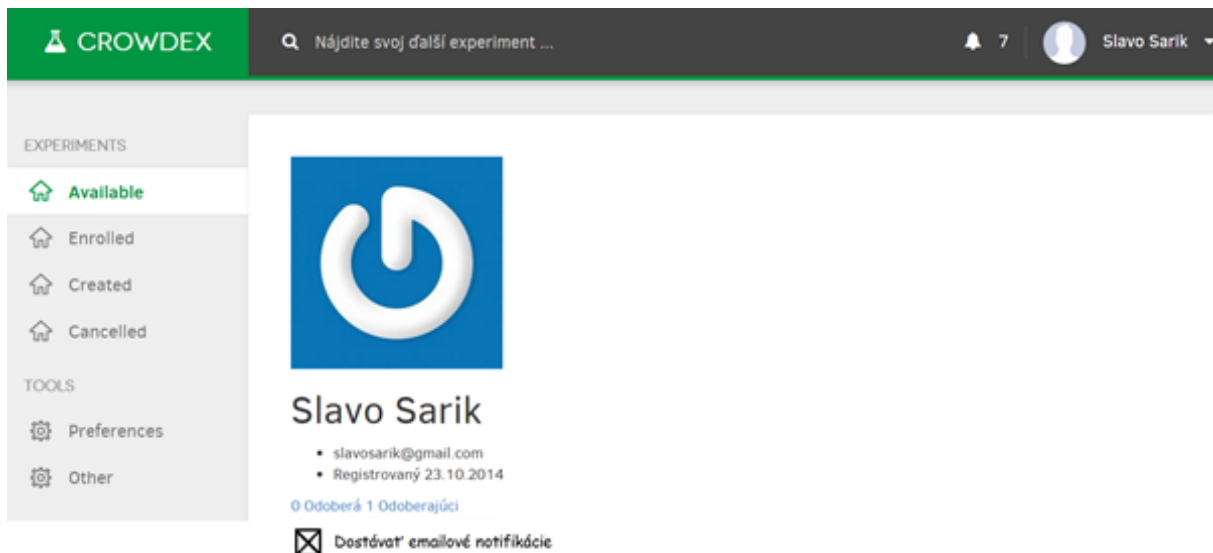 CROWDEX
Nájdite svoj ďalší experiment ...
7
Slavo Sarik
EXPERIMENTS
Available
Enrolled
Created
Cancelled
TOOLS
Preferences
Other
Slavo Sarik
slavosarik@gmail.com
Registrovaný 23.10.2014
0 Odoberá 1 Odoberajúci
Dostávať emailové notifikácie